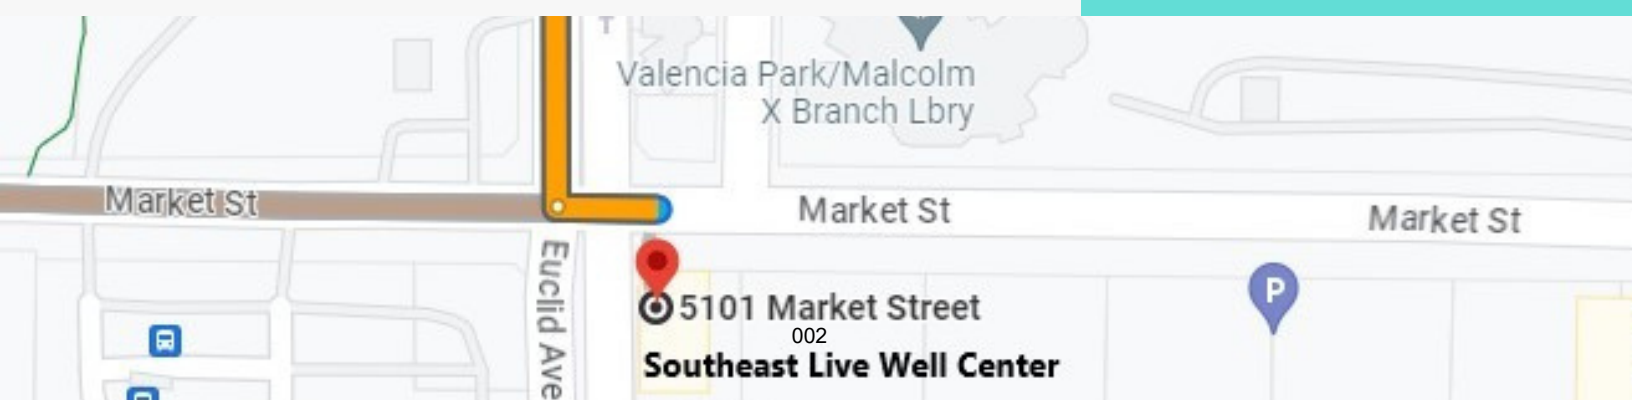 T
Valencia Park/Malcolm
X Branch Lbry
Market St
Market St
Market St
Euclid Ave
P
5101 Market Street
002
Southeast Live Well Center